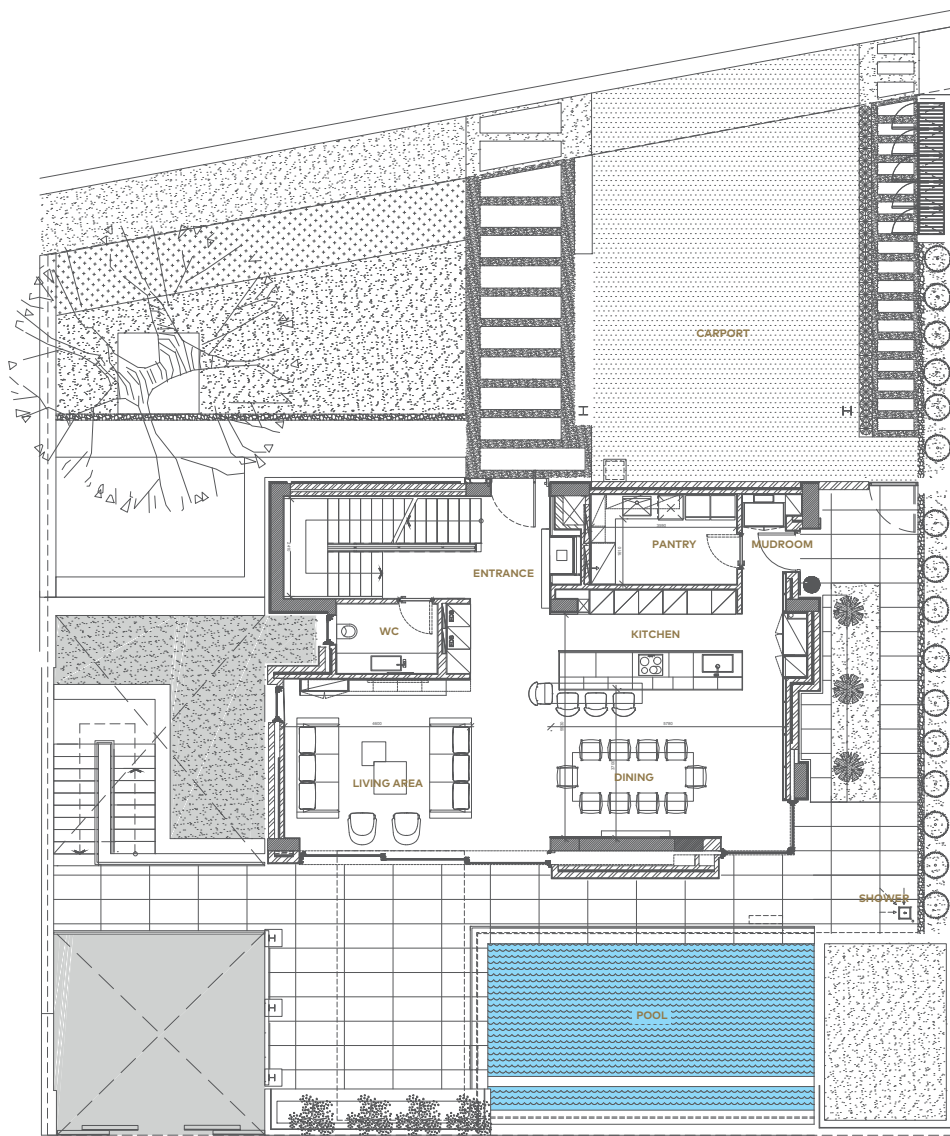 CARPORT
PANTRY
MUDROOM
ENTRANCE
WC
KITCHEN
LIVING AREA
DINING
SHOWER
POOL